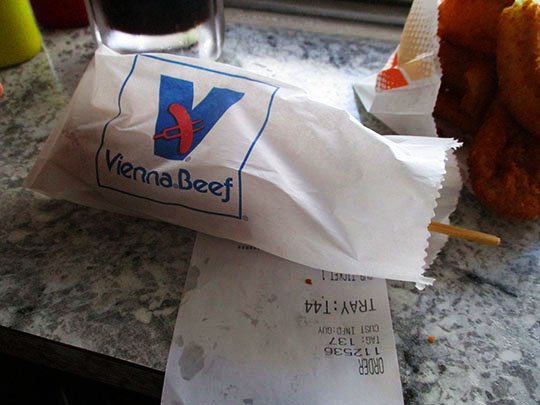 Vienna Beef
ORDER
112536
TAG: 137
CUST INFO:GUY
TRAY:T44